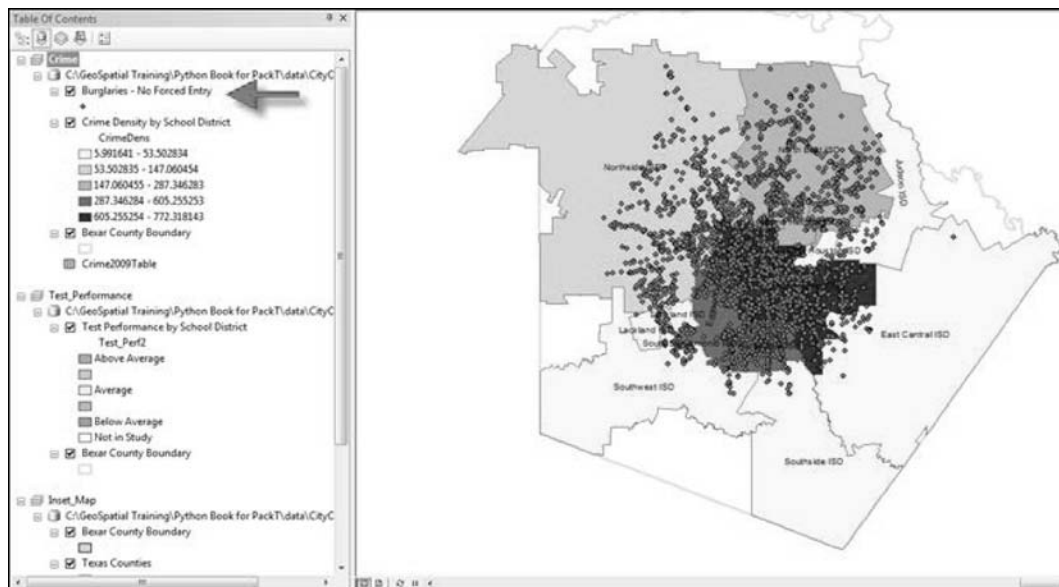 Table Of Contents
Crime
C:\GeoSpatial Training\Python Book for PackT\data\CityC
Burglaries - No Forced Entry
Crime Density by School District
CrimeDens
5.991641 - 53.502834
53.502835 - 147.060454
147.060455 - 287.346283
287.346284 - 605.255253
605.255254 - 772.318143
Bexar County Boundary
Crime2009Table
Test_Performance
C:\GeoSpatial Training\Python Book for PackT\data\CityC
Test Performance by School District
Test_Perf2
Above Average
Average
Below Average
Not in Study
Bexar County Boundary
Inset_Map
C:\GeoSpatial Training\Python Book for PackT\data\CityC
Bexar County Boundary
Texas Counties
North East ISD
Northside
ISD
East Central ISD
Southwest ISD
Southside ISD